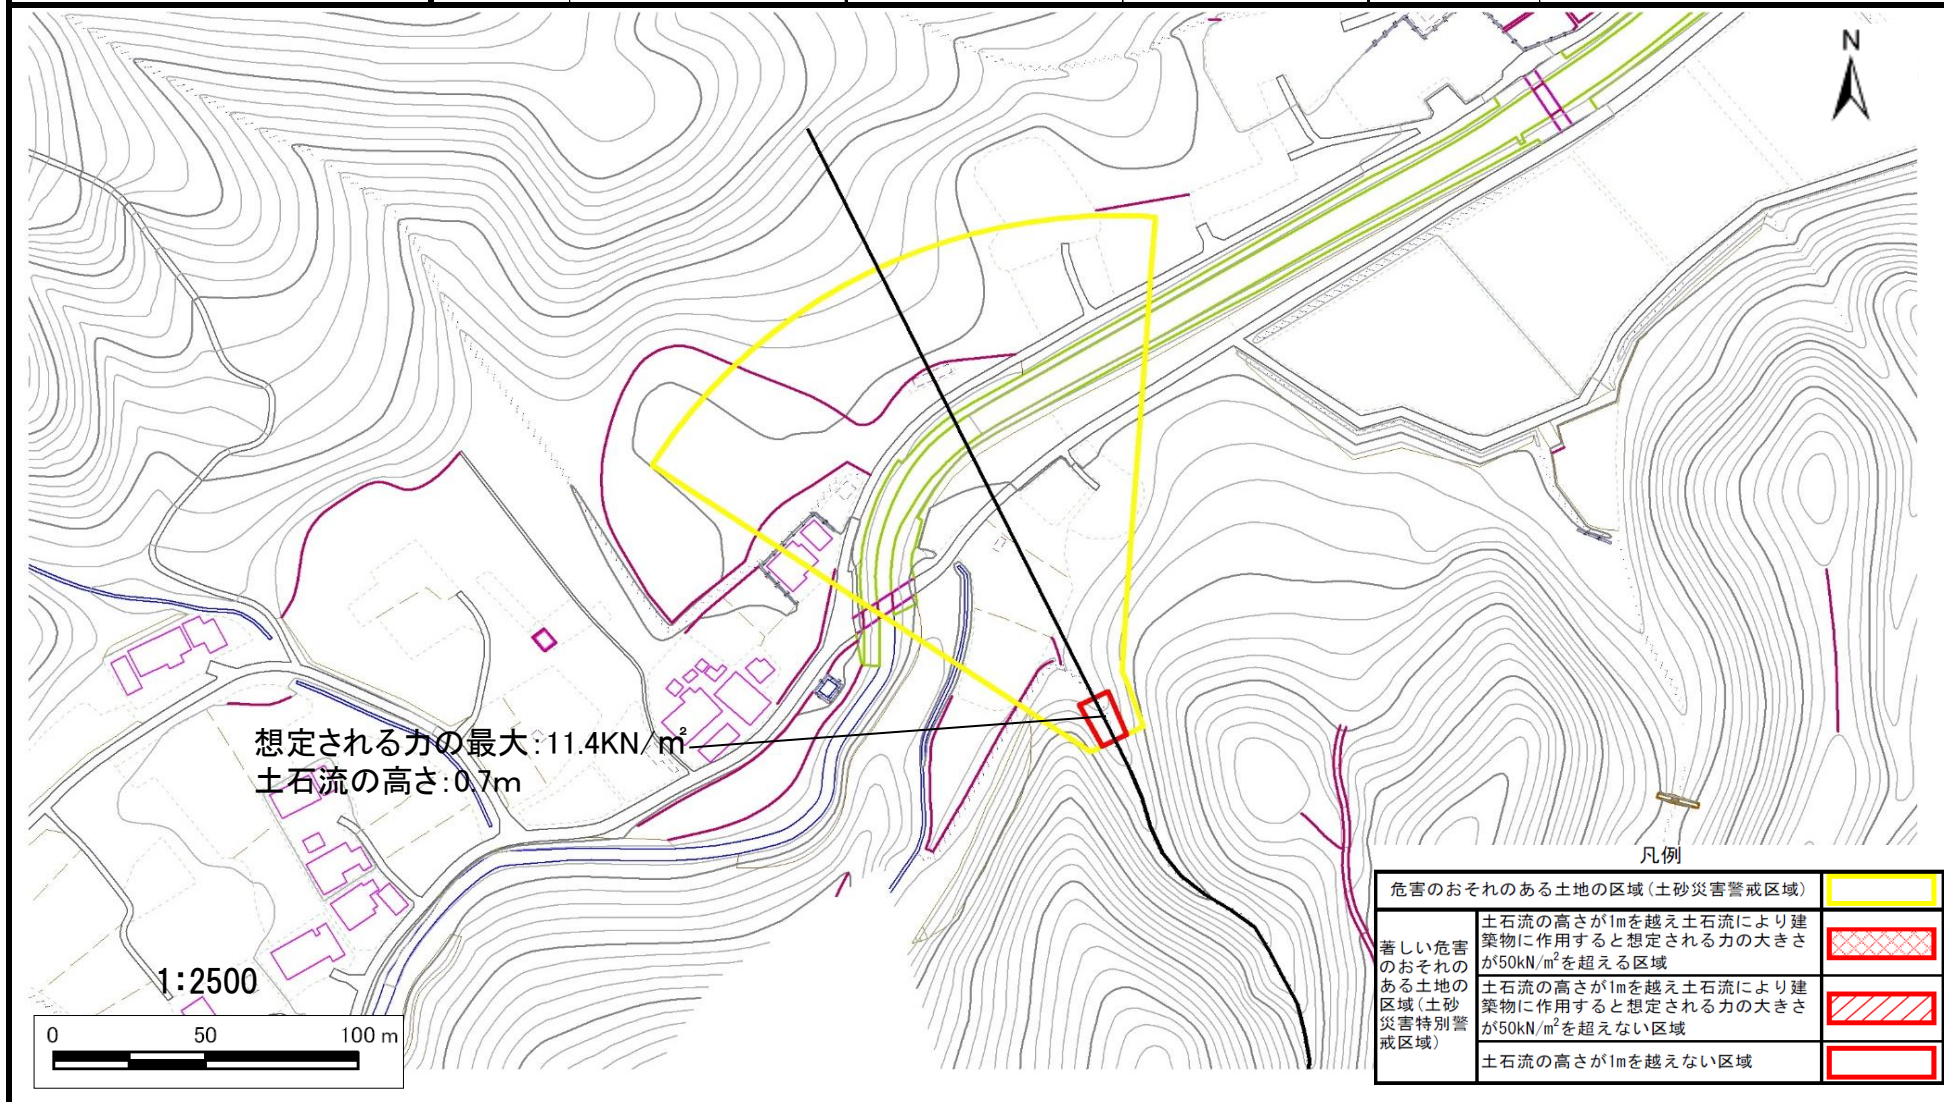 N
想定される力の最大:11.4KN/㎡
土石流の高さ:0.7m
1:2500
0 50 100 m
凡例
危害のおそれのある土地の区域(土砂災害警戒区域)
著しい危害
のおそれの
ある土地の
区域(土砂
災害特別警
戒区域)
土石流の高さが1mを越え土石流により建
築物に作用すると想定される力の大きさ
が50kN/m²を超える区域
土石流の高さが1mを越え土石流により建
築物に作用すると想定される力の大きさ
が50kN/m²を超えない区域
土石流の高さが1mを越えない区域